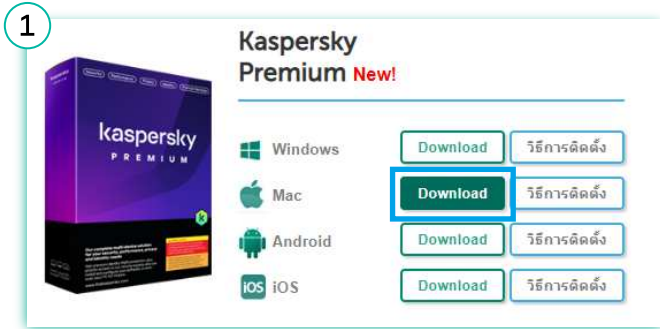 1
Kaspersky
Premium New!
kaspersky
PREMIUM
Windows Download วิธีการติดตั้ง
Mac Download วิธีการติดตั้ง
Android Download วิธีการติดตั้ง
iOS iOS Download วิธีการติดตั้ง